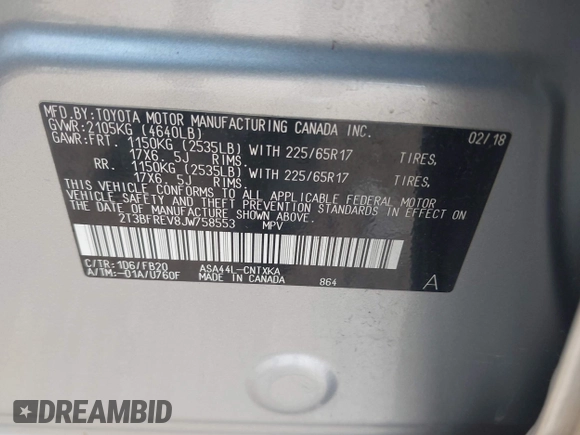 MFD.BY:TOYOTA MOTOR MANUFACTURING CANADA INC.
GVWR:2105KG (4640LB) 02/18
GAWR:FRT. 1150KG (2535LB) WITH 225/65R17 TIRES,
17X6.5J RIMS.
RR. 1150KG (2535LB) WITH 225/65R17 TIRES,
17X6.5J RIMS.
THIS VEHICLE CONFORMS TO ALL APPLICABLE FEDERAL MOTOR
VEHICLE SAFETY AND THEFT PREVENTION STANDARDS IN EFFECT ON
THE DATE OF MANUFACTURE SHOWN ABOVE.
2T3BFREV8JW758553 MPV
C/TR:1D6/FB20 ASA44L-CNTXKA
A/TM:-01A/U760F MADE IN CANADA 864 A
DREAMBID